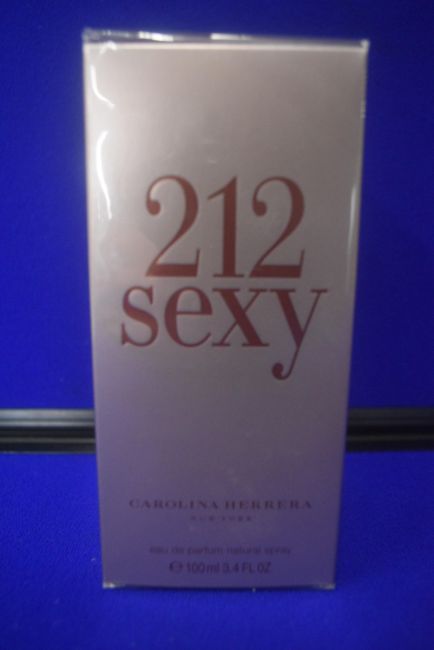 212
sexy
CAROLINA HERRERA
NEW YORK
eau de parfum natural spray
℮ 100 ml 3.4 FL OZ